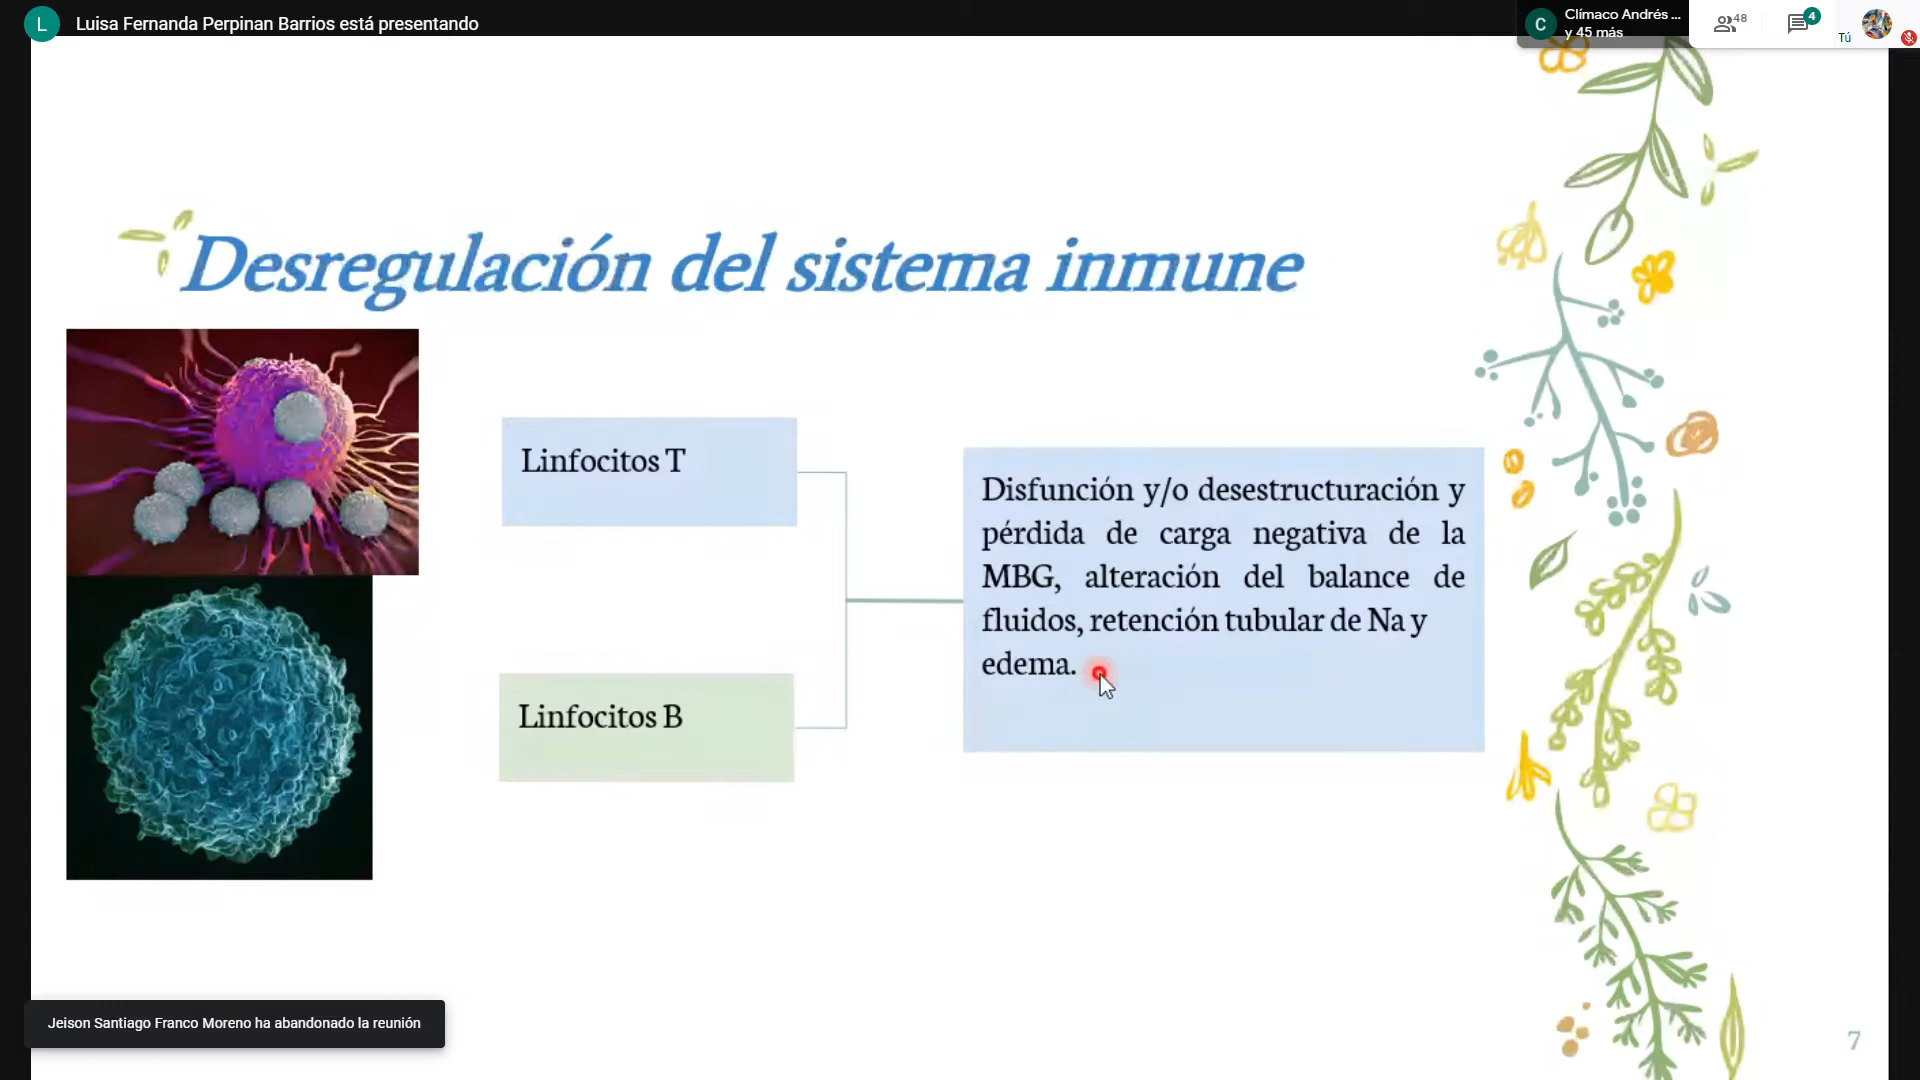 L
Luisa Fernanda Perpinan Barrios está presentando
C
Clímaco Andrés ...
y 45 más
48
4
Tú
Desregulación del sistema inmune
Linfocitos T
Linfocitos B
Disfunción y/o desestructuración y
pérdida de carga negativa de la
MBG, alteración del balance de
fluidos, retención tubular de Na y
edema.
Jeison Santiago Franco Moreno ha abandonado la reunión
7